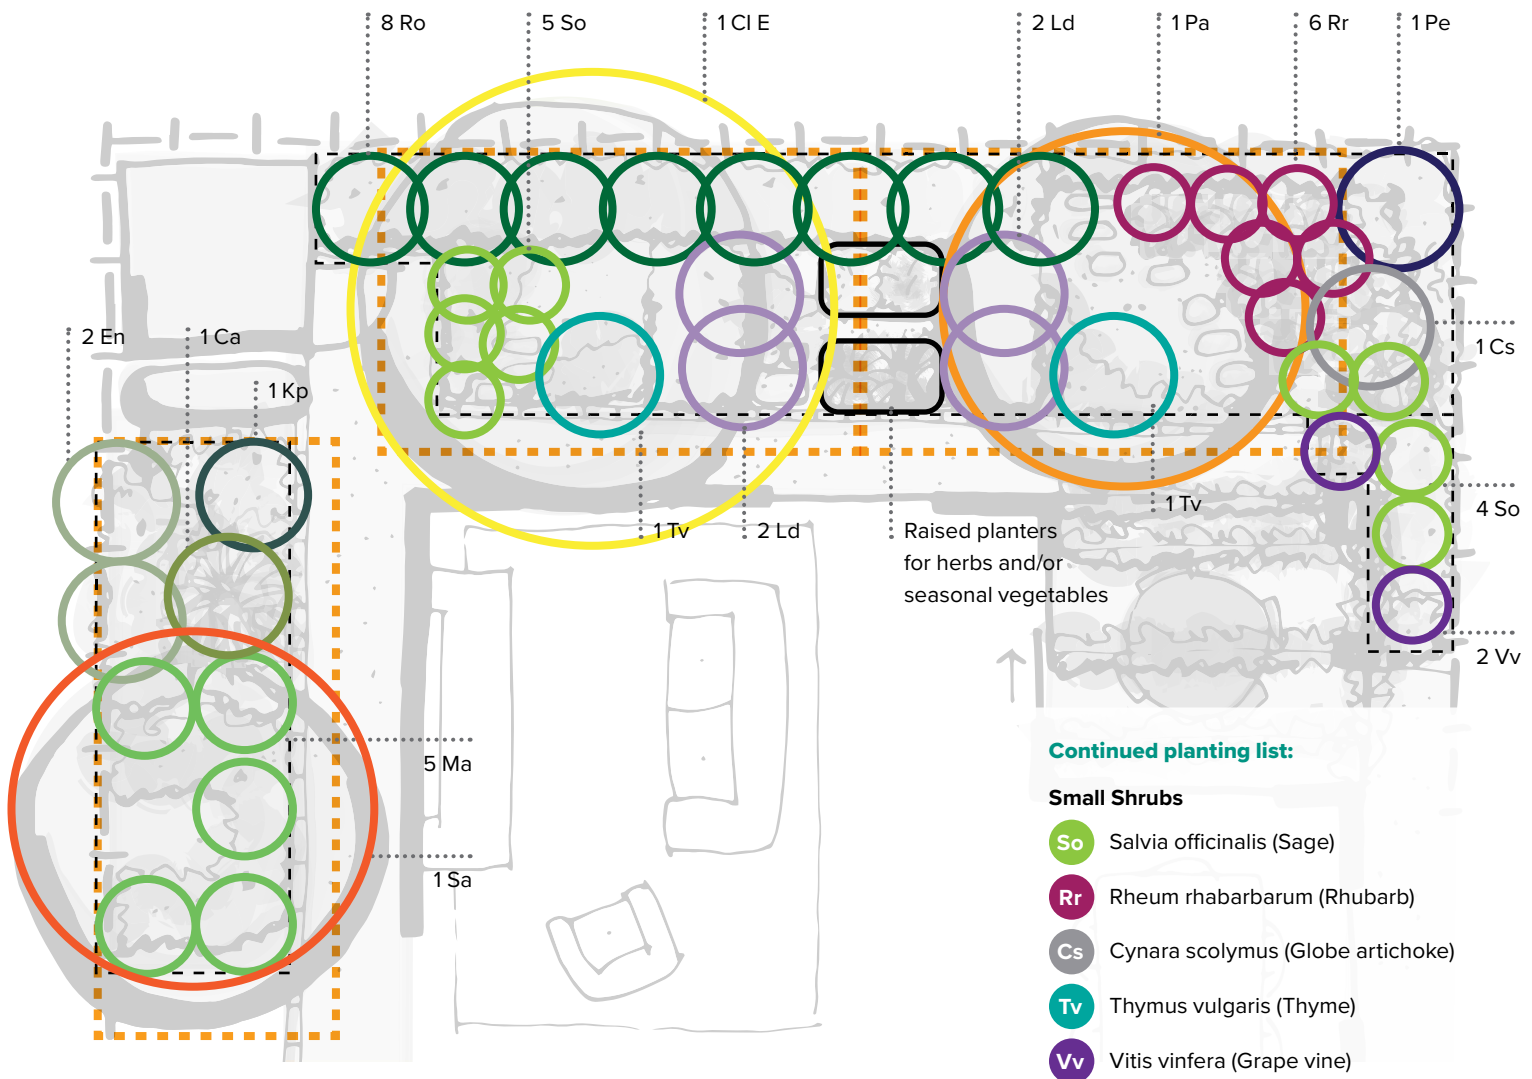 8 Ro
5 So
1 Cl E
2 Ld
1 Pa
6 Rr
1 Pe
2 En
1 Ca
1 Kp
1 Cs
1 Tv
2 Ld
Raised planters
for herbs and/or
seasonal vegetables
1 Tv
4 So
2 Vv
5 Ma
1 Sa
Continued planting list:
Small Shrubs
So Salvia officinalis (Sage)
Rr Rheum rhabarbarum (Rhubarb)
Cs Cynara scolymus (Globe artichoke)
Tv Thymus vulgaris (Thyme)
Vv Vitis vinfera (Grape vine)